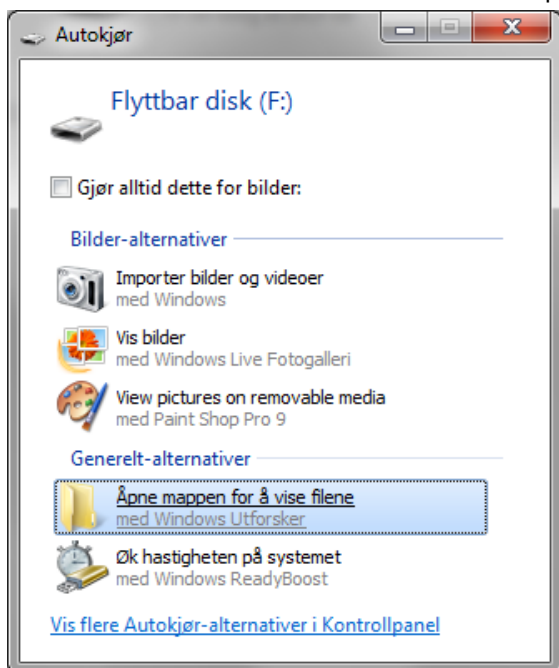 Autokjør
Flyttbar disk (F:)
Gjør alltid dette for bilder:
Bilder-alternativer
Importer bilder og videoer
med Windows
Vis bilder
med Windows Live Fotogalleri
View pictures on removable media
med Paint Shop Pro 9
Generelt-alternativer
Åpne mappen for å vise filene
med Windows Utforsker
Øk hastigheten på systemet
med Windows ReadyBoost
Vis flere Autokjør-alternativer i Kontrollpanel